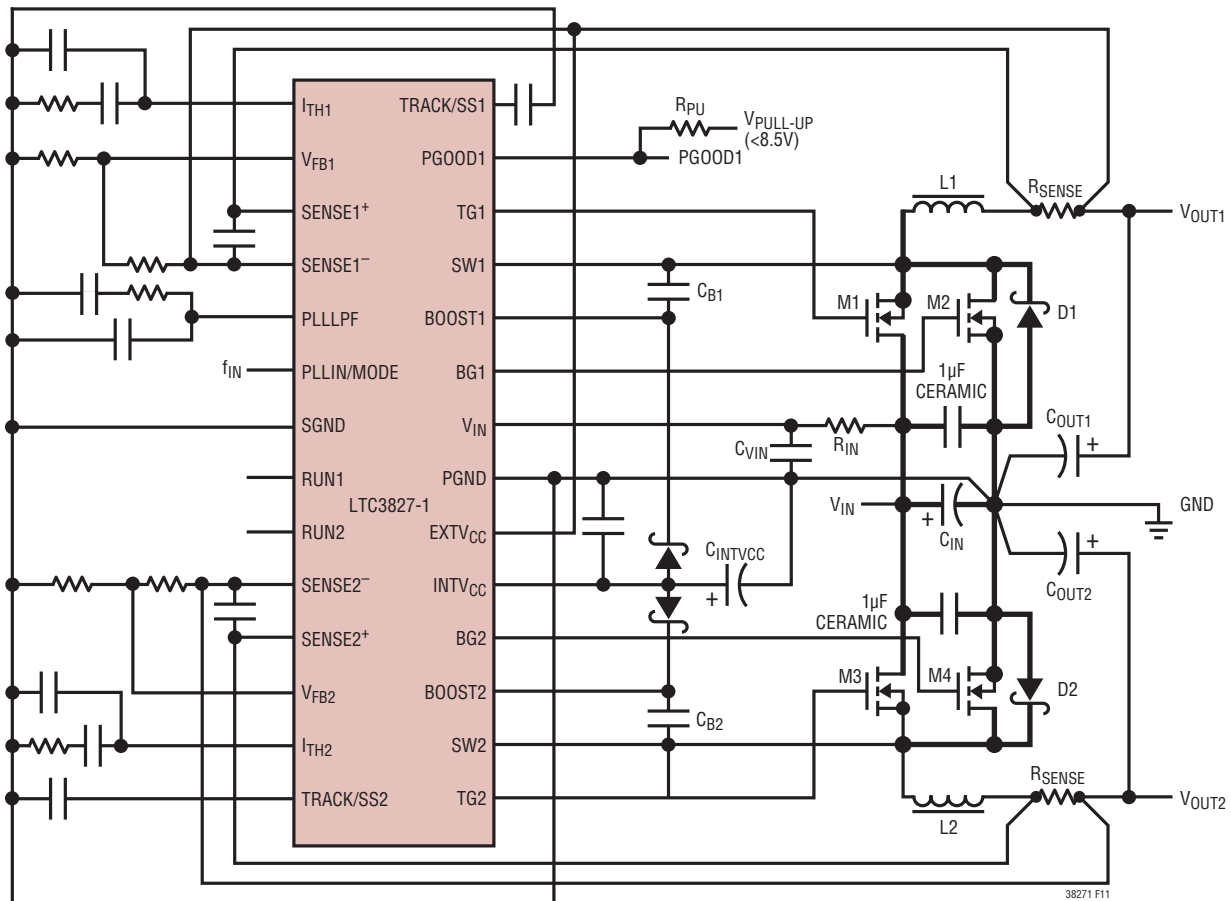 I_TH1
V_FB1
SENSE1+
SENSE1–
PLLLPF
f_IN
PLLIN/MODE
SGND
RUN1
RUN2
SENSE2–
SENSE2+
V_FB2
I_TH2
TRACK/SS2
LTC3827-1
TRACK/SS1
PGOOD1
TG1
SW1
BOOST1
BG1
V_IN
PGND
EXTV_CC
INTV_CC
BG2
BOOST2
SW2
TG2
R_PU
V_PULL-UP
(<8.5V)
PGOOD1
L1
R_SENSE
V_OUT1
C_B1
M1
M2
D1
1µF
CERAMIC
C_OUT1
+
C_VIN
R_IN
V_IN
+
C_IN
GND
C_INTVCC
+
C_OUT2
+
1µF
CERAMIC
M3
M4
D2
C_B2
R_SENSE
L2
V_OUT2
38271 F11